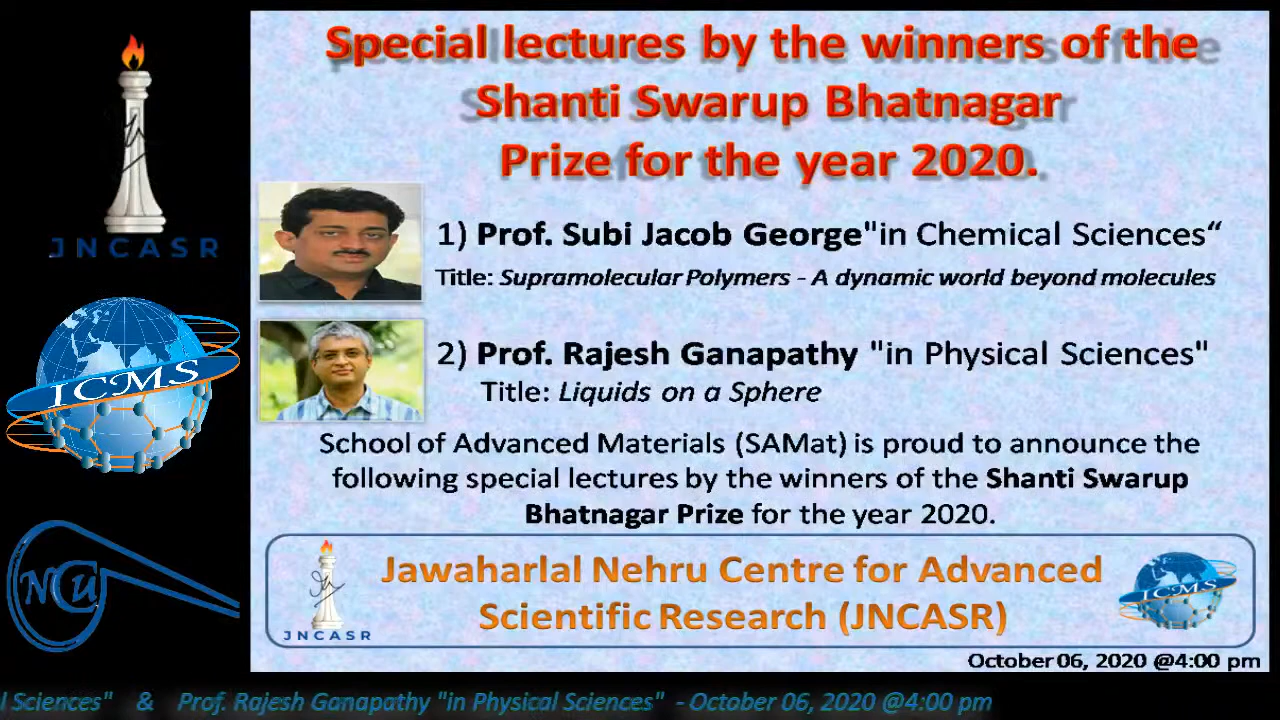 Special lectures by the winners of the
Shanti Swarup Bhatnagar
Prize for the year 2020.
JNCASR
1) Prof. Subi Jacob George"in Chemical Sciences“
Title: Supramolecular Polymers - A dynamic world beyond molecules
ICMS
2) Prof. Rajesh Ganapathy "in Physical Sciences"
Title: Liquids on a Sphere
School of Advanced Materials (SAMat) is proud to announce the
following special lectures by the winners of the Shanti Swarup
Bhatnagar Prize for the year 2020.
NCU
Jawaharlal Nehru Centre for Advanced
Scientific Research (JNCASR)
JNCASR
ICMS
October 06, 2020 @4:00 pm
l Sciences" & Prof. Rajesh Ganapathy "in Physical Sciences" - October 06, 2020 @4:00 pm